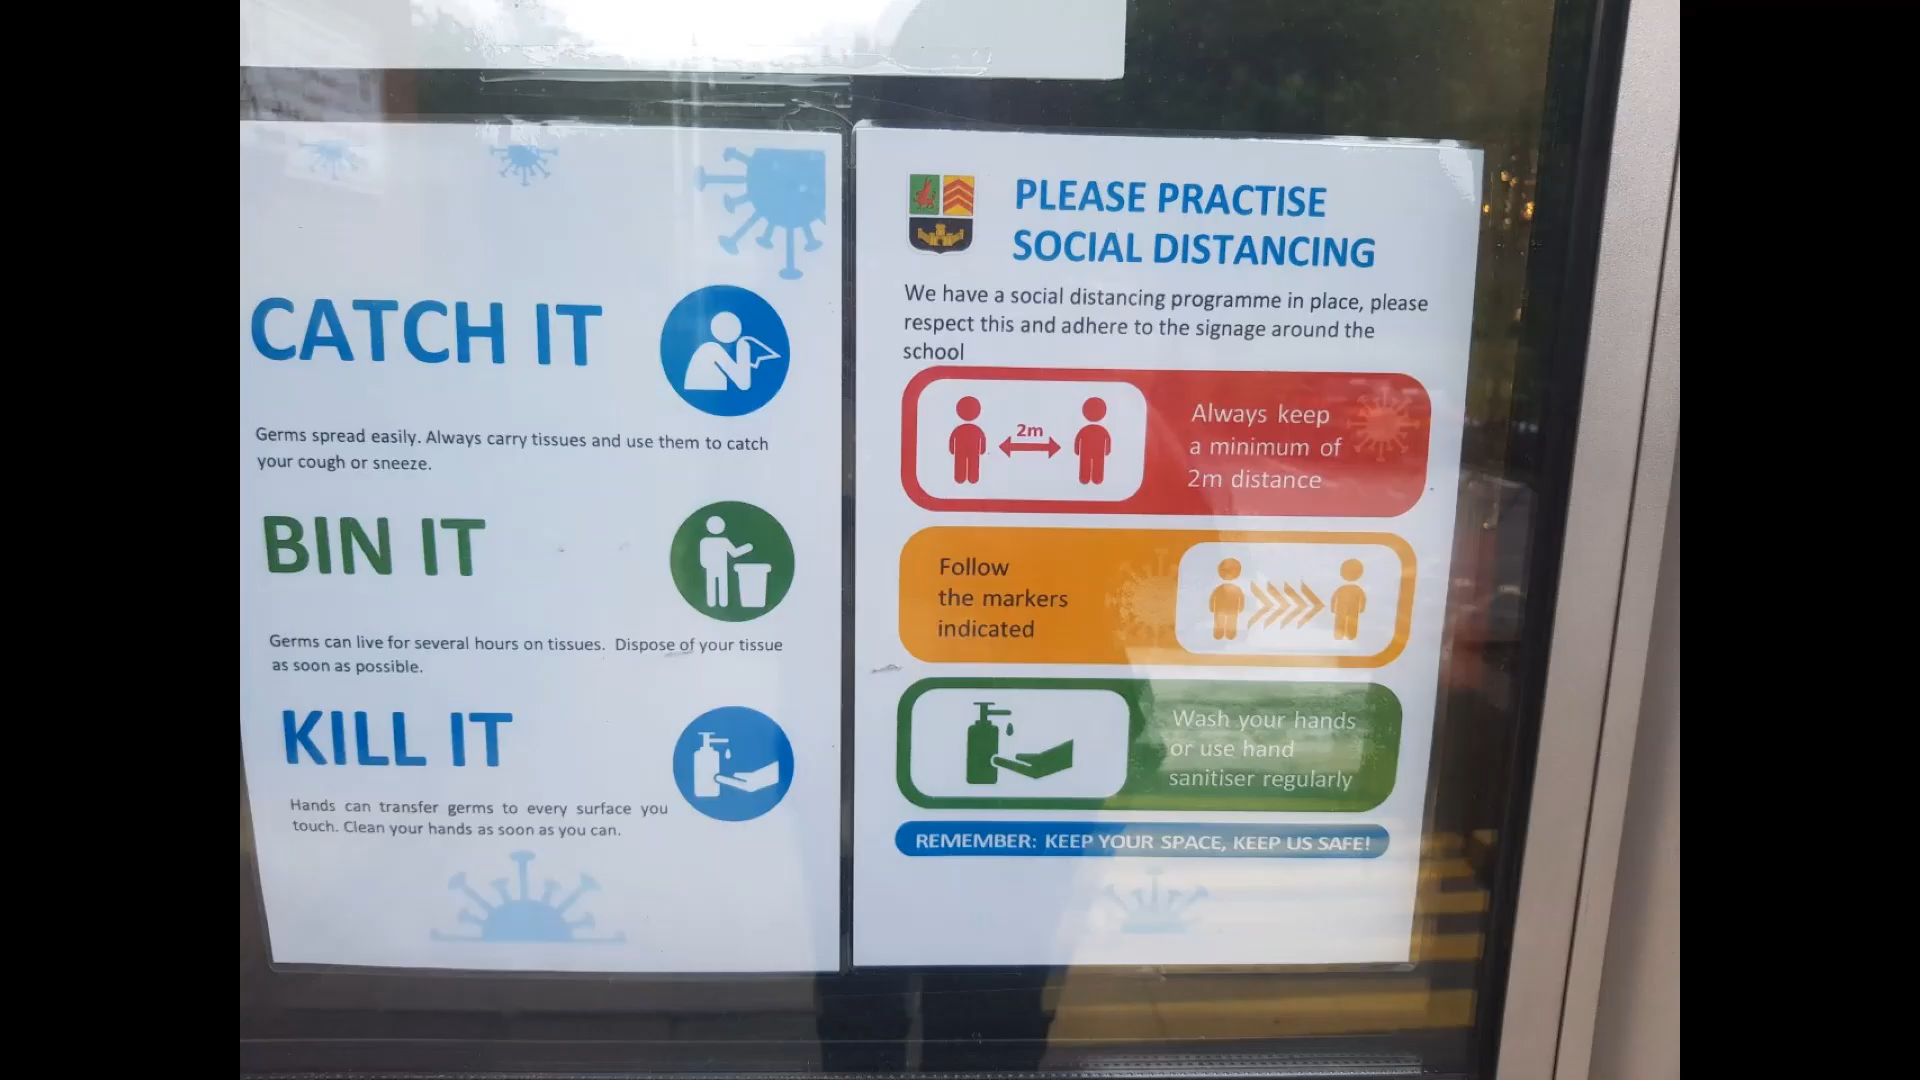 CATCH IT
Germs spread easily. Always carry tissues and use them to catch
your cough or sneeze.
BIN IT
Germs can live for several hours on tissues. Dispose of your tissue
as soon as possible.
KILL IT
Hands can transfer germs to every surface you
touch. Clean your hands as soon as you can.
PLEASE PRACTISE
SOCIAL DISTANCING
We have a social distancing programme in place, please
respect this and adhere to the signage around the
school
2m
Always keep
a minimum of
2m distance
Follow
the markers
indicated
Wash your hands
or use hand
sanitiser regularly
REMEMBER: KEEP YOUR SPACE, KEEP US SAFE!